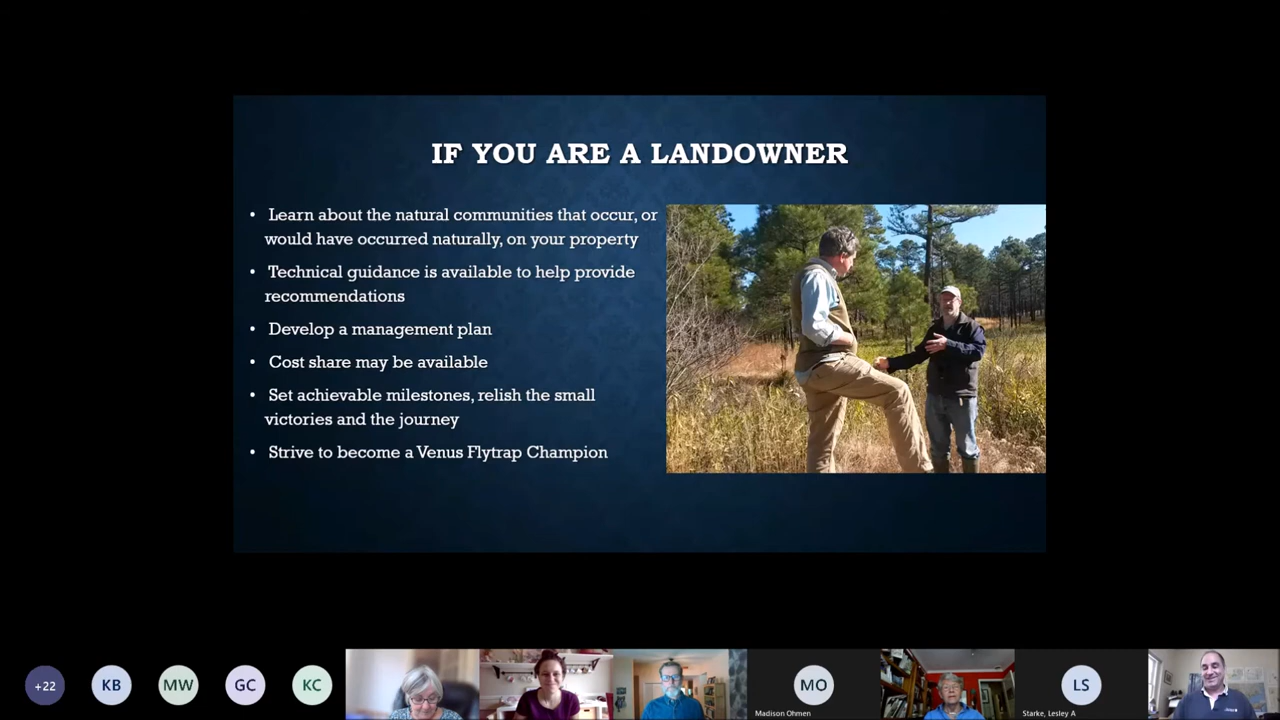 IF YOU ARE A LANDOWNER
• Learn about the natural communities that occur, or
would have occurred naturally, on your property
• Technical guidance is available to help provide
recommendations
• Develop a management plan
• Cost share may be available
• Set achievable milestones, relish the small
victories and the journey
• Strive to become a Venus Flytrap Champion
+22
KB
MW
GC
KC
MO
LS
Madison Ohmen
Starke, Lesley A